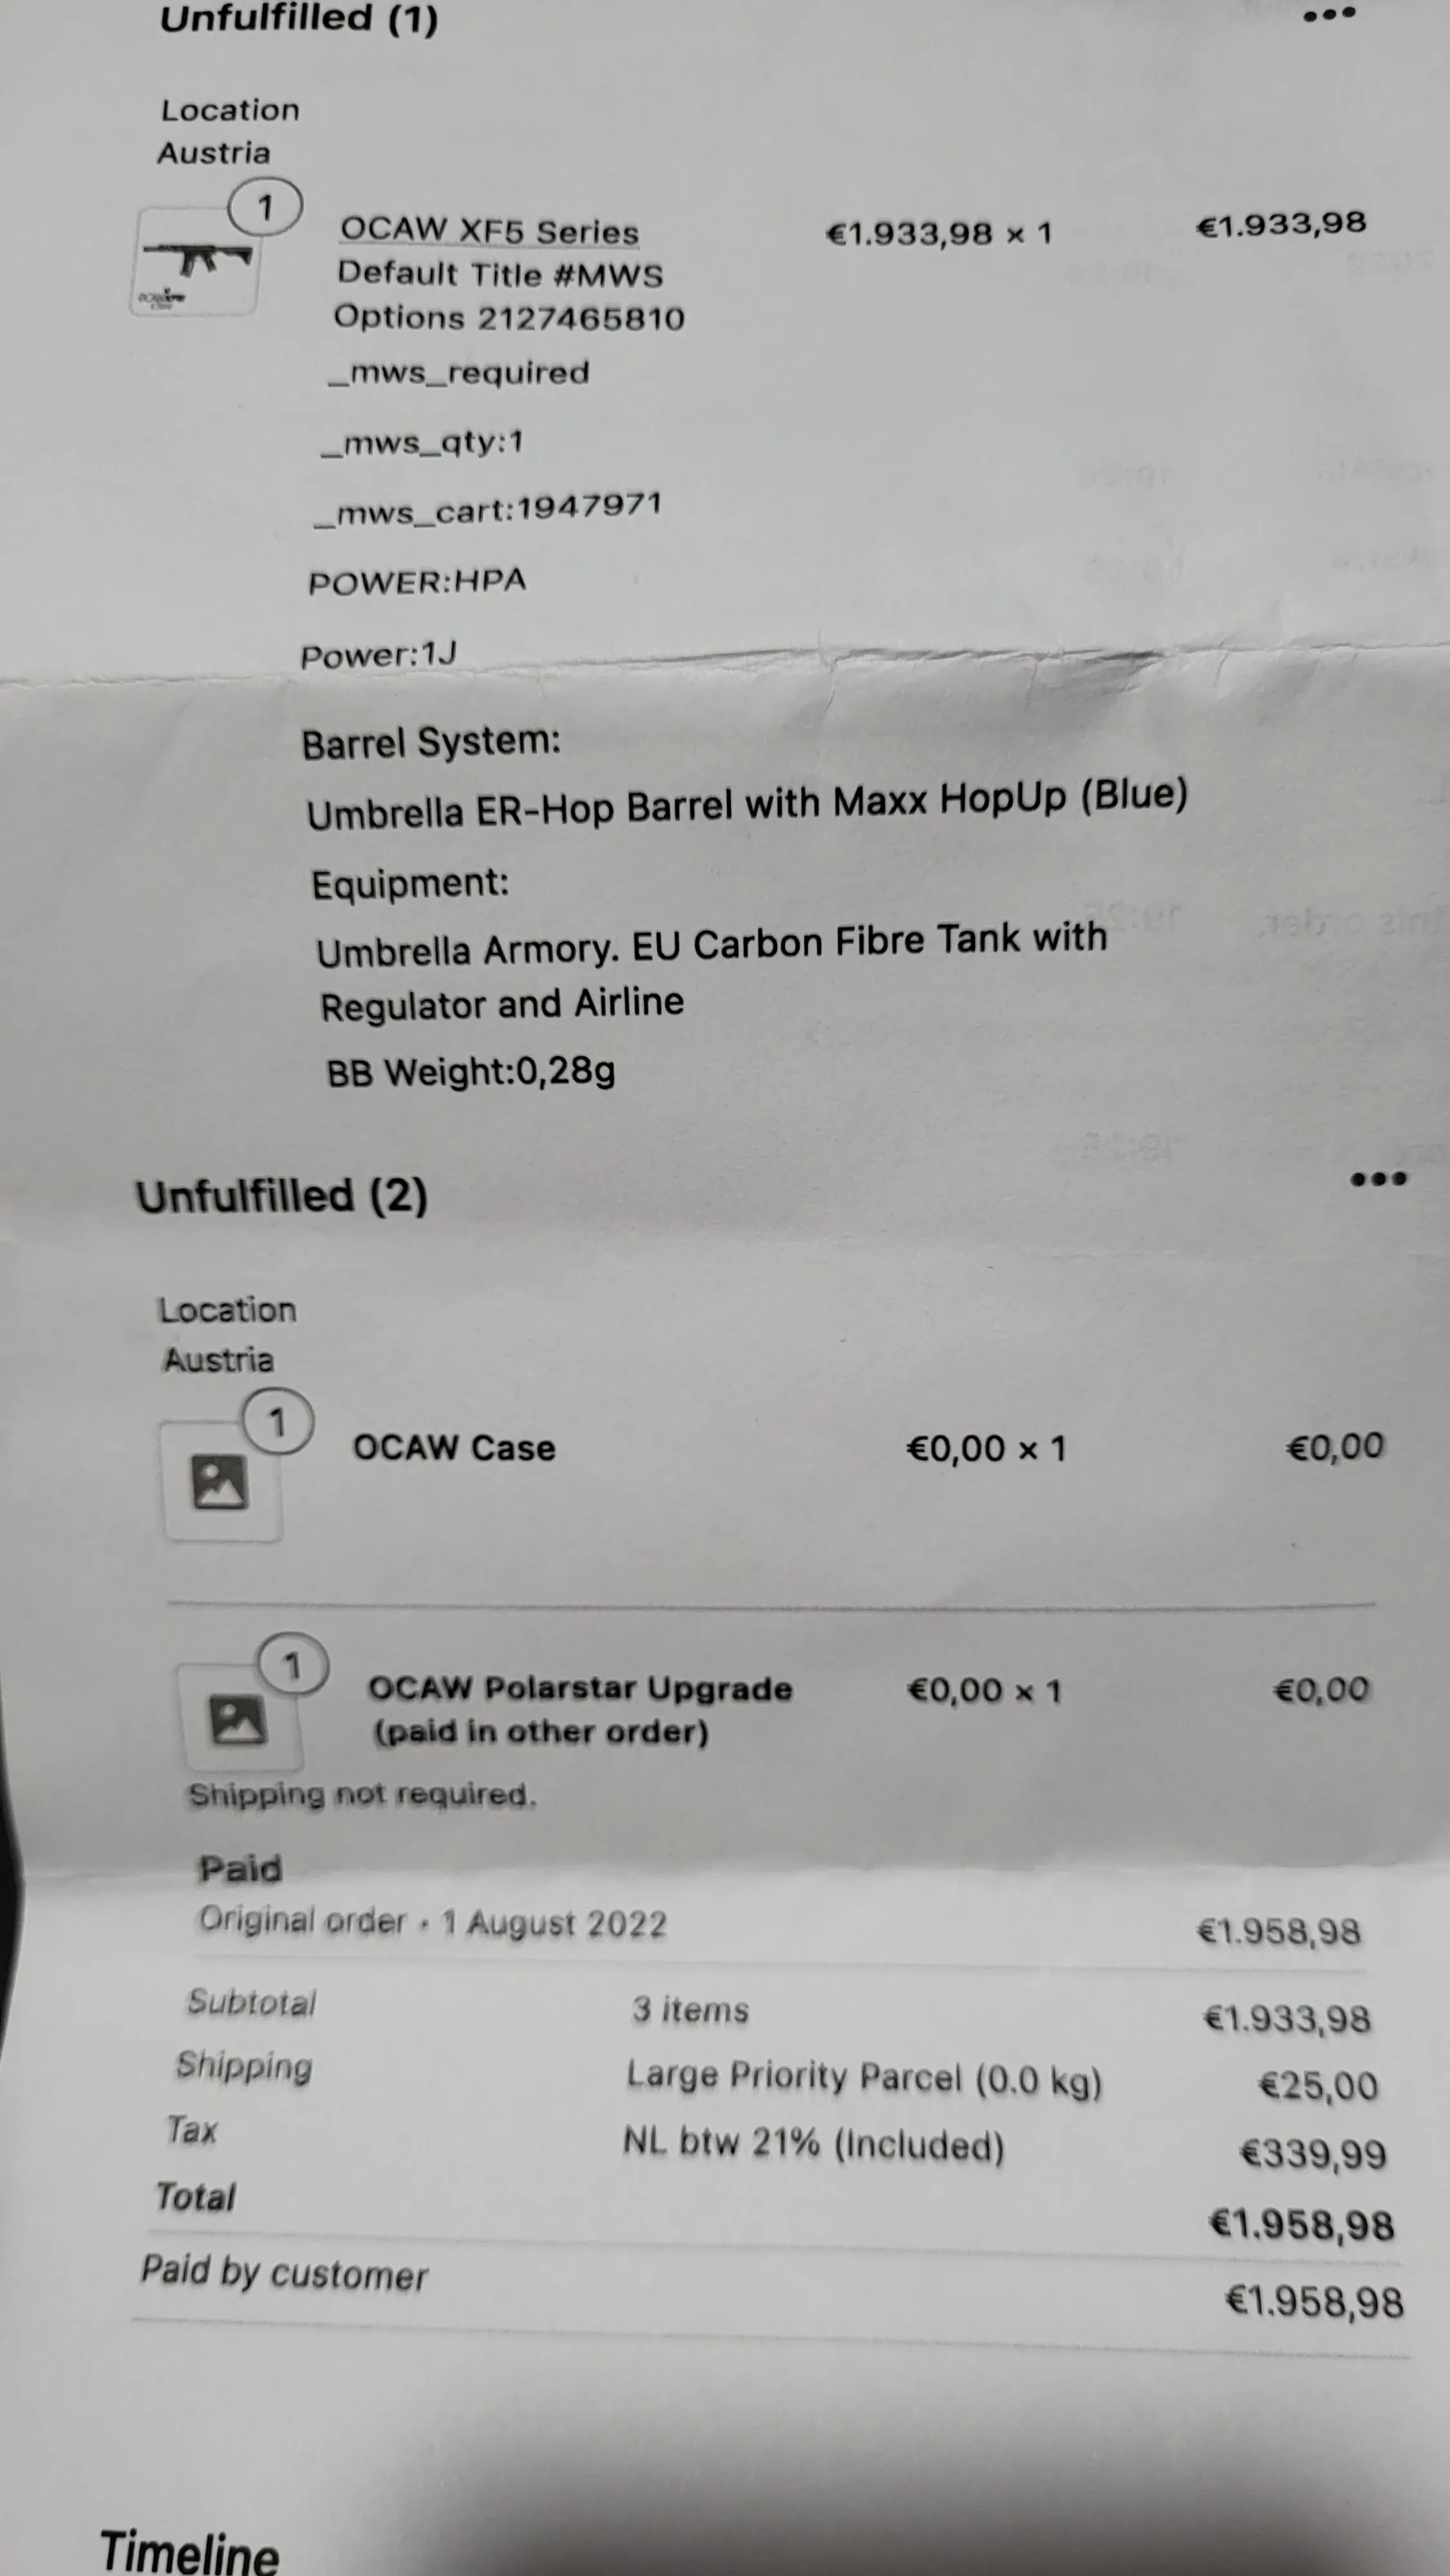 Unfulfilled (1)
Location
Austria
1
OCAW XF5 Series €1.933,98 × 1 €1.933,98
Default Title #MWS
Options 2127465810
_mws_required
_mws_qty:1
_mws_cart:1947971
POWER:HPA
Power:1J
Barrel System:
Umbrella ER-Hop Barrel with Maxx HopUp (Blue)
Equipment:
Umbrella Armory. EU Carbon Fibre Tank with
Regulator and Airline
BB Weight:0,28g
Unfulfilled (2)
Location
Austria
1
OCAW Case €0,00 × 1 €0,00
1
OCAW Polarstar Upgrade €0,00 × 1 €0,00
(paid in other order)
Shipping not required.
Paid
Original order • 1 August 2022 €1.958,98
Subtotal 3 items €1.933,98
Shipping Large Priority Parcel (0.0 kg) €25,00
Tax NL btw 21% (Included) €339,99
Total €1.958,98
Paid by customer €1.958,98
Timeline